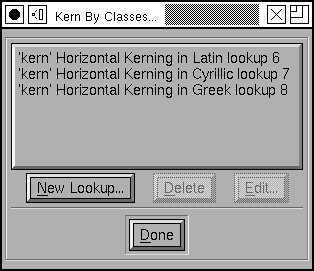 Kern By Classes...
'kern' Horizontal Kerning in Latin lookup 6
'kern' Horizontal Kerning in Cyrillic lookup 7
'kern' Horizontal Kerning in Greek lookup 8
New Lookup... Delete Edit...
Done